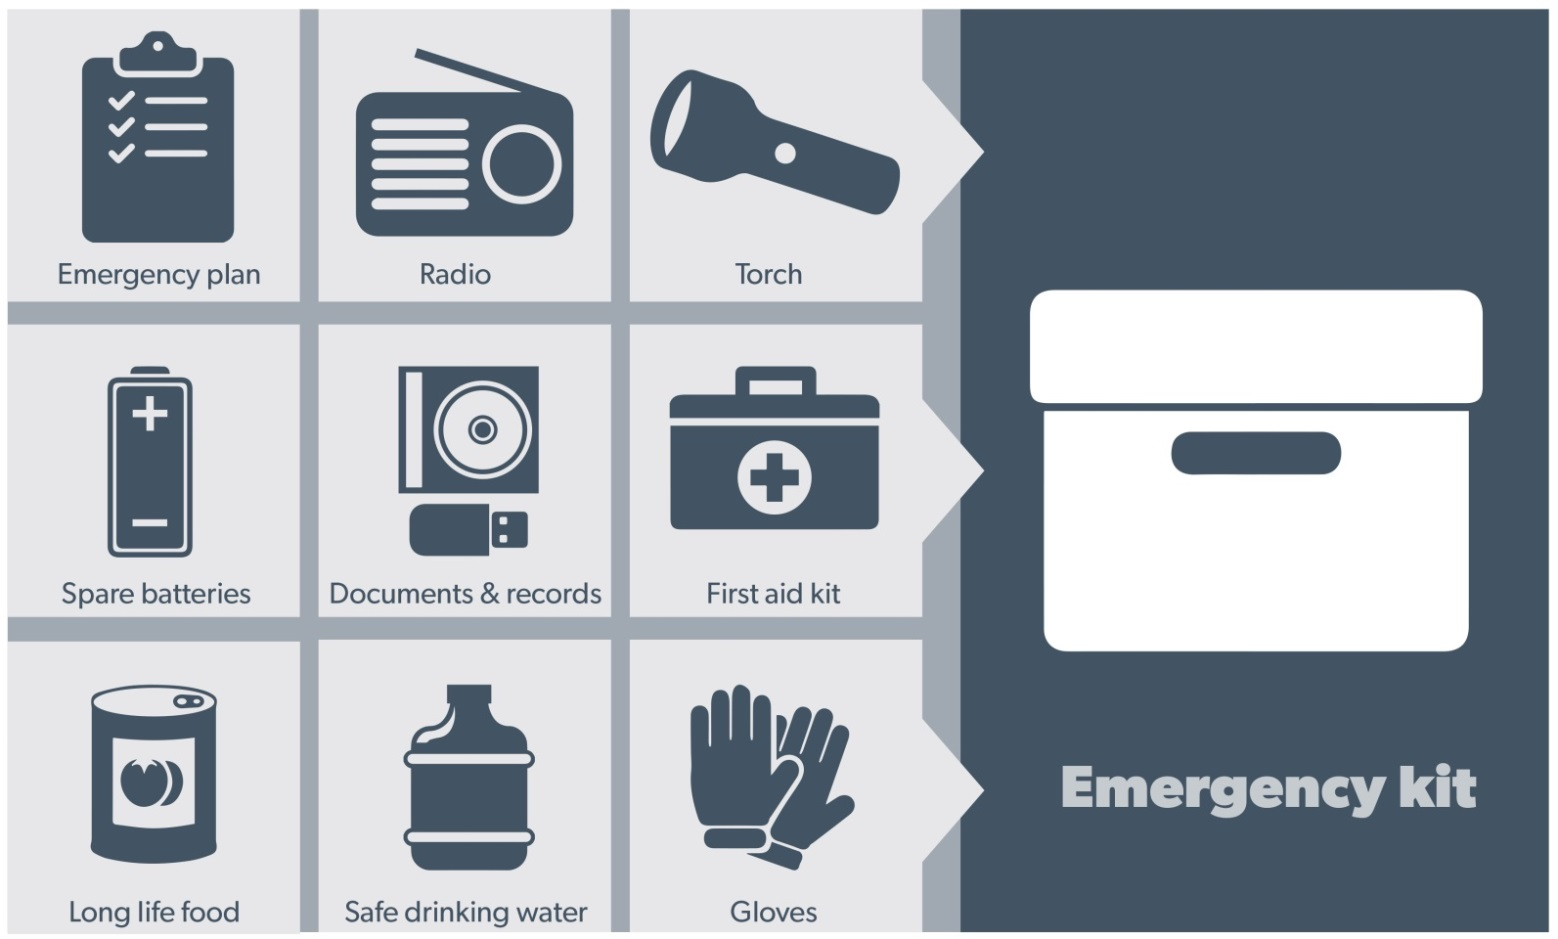 Emergency plan
Radio
Torch
Spare batteries
Documents & records
First aid kit
Long life food
Safe drinking water
Gloves
Emergency kit